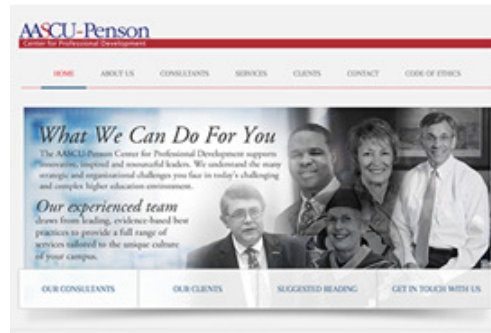 AASCU-Penson
Center for Professional Development
HOME ABOUT US CONSULTANTS SERVICES CLIENTS CONTACT CODE OF ETHICS
What We Can Do For You
The AASCU-Penson Center for Professional Development supports
innovative, inspired and resourceful leaders. We understand the many
strategic and organizational challenges you face in today's challenging
and complex higher education environment.
Our experienced team
draws from leading, evidence-based best
practices to provide a full range of
services tailored to the unique culture
of your campus.
OUR CONSULTANTS OUR CLIENTS SUGGESTED READING GET IN TOUCH WITH US